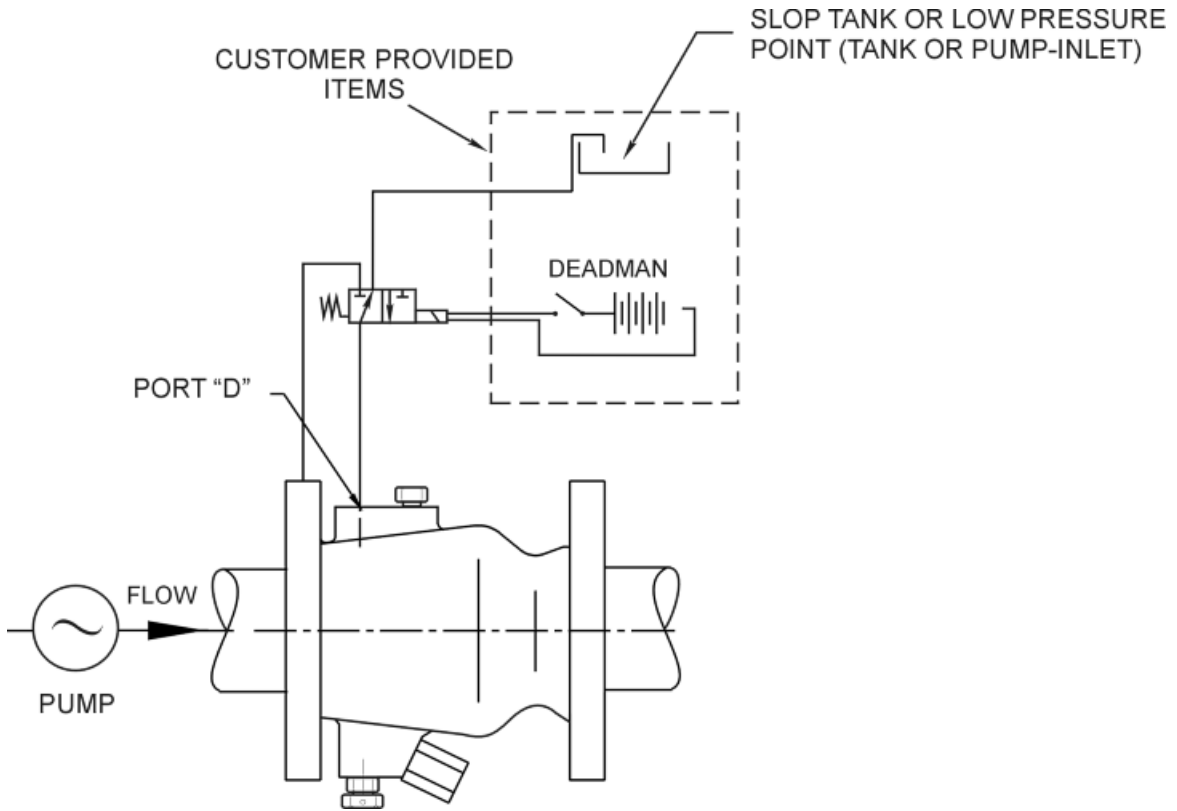 SLOP TANK OR LOW PRESSURE
POINT (TANK OR PUMP-INLET)
CUSTOMER PROVIDED
ITEMS
DEADMAN
PORT “D”
FLOW
PUMP